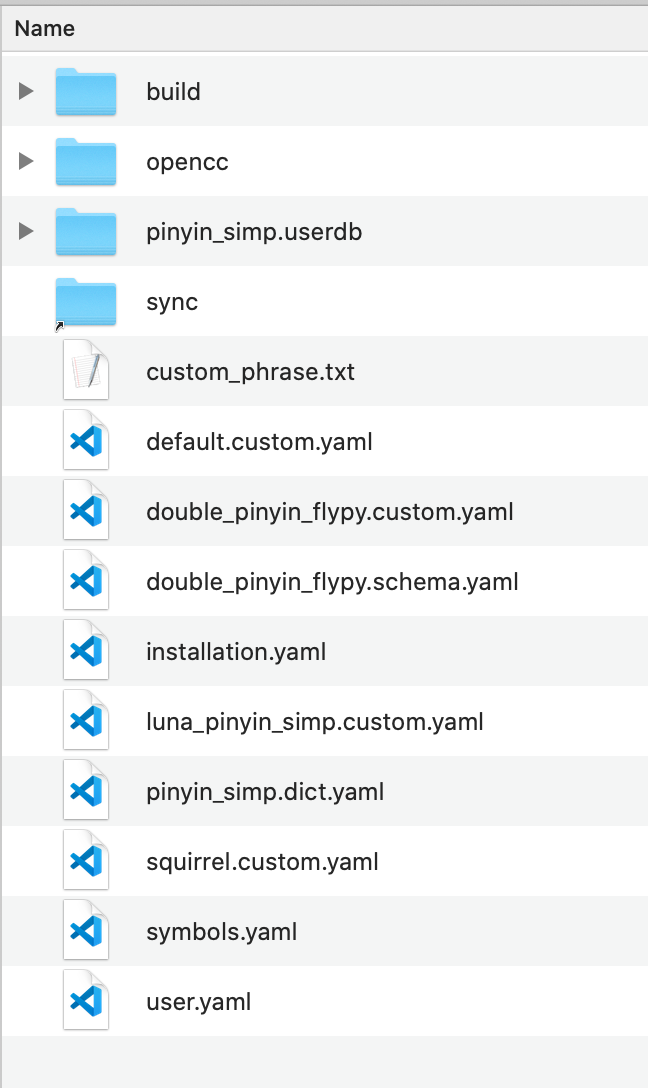 Name
build
opencc
pinyin_simp.userdb
sync
custom_phrase.txt
default.custom.yaml
double_pinyin_flypy.custom.yaml
double_pinyin_flypy.schema.yaml
installation.yaml
luna_pinyin_simp.custom.yaml
pinyin_simp.dict.yaml
squirrel.custom.yaml
symbols.yaml
user.yaml